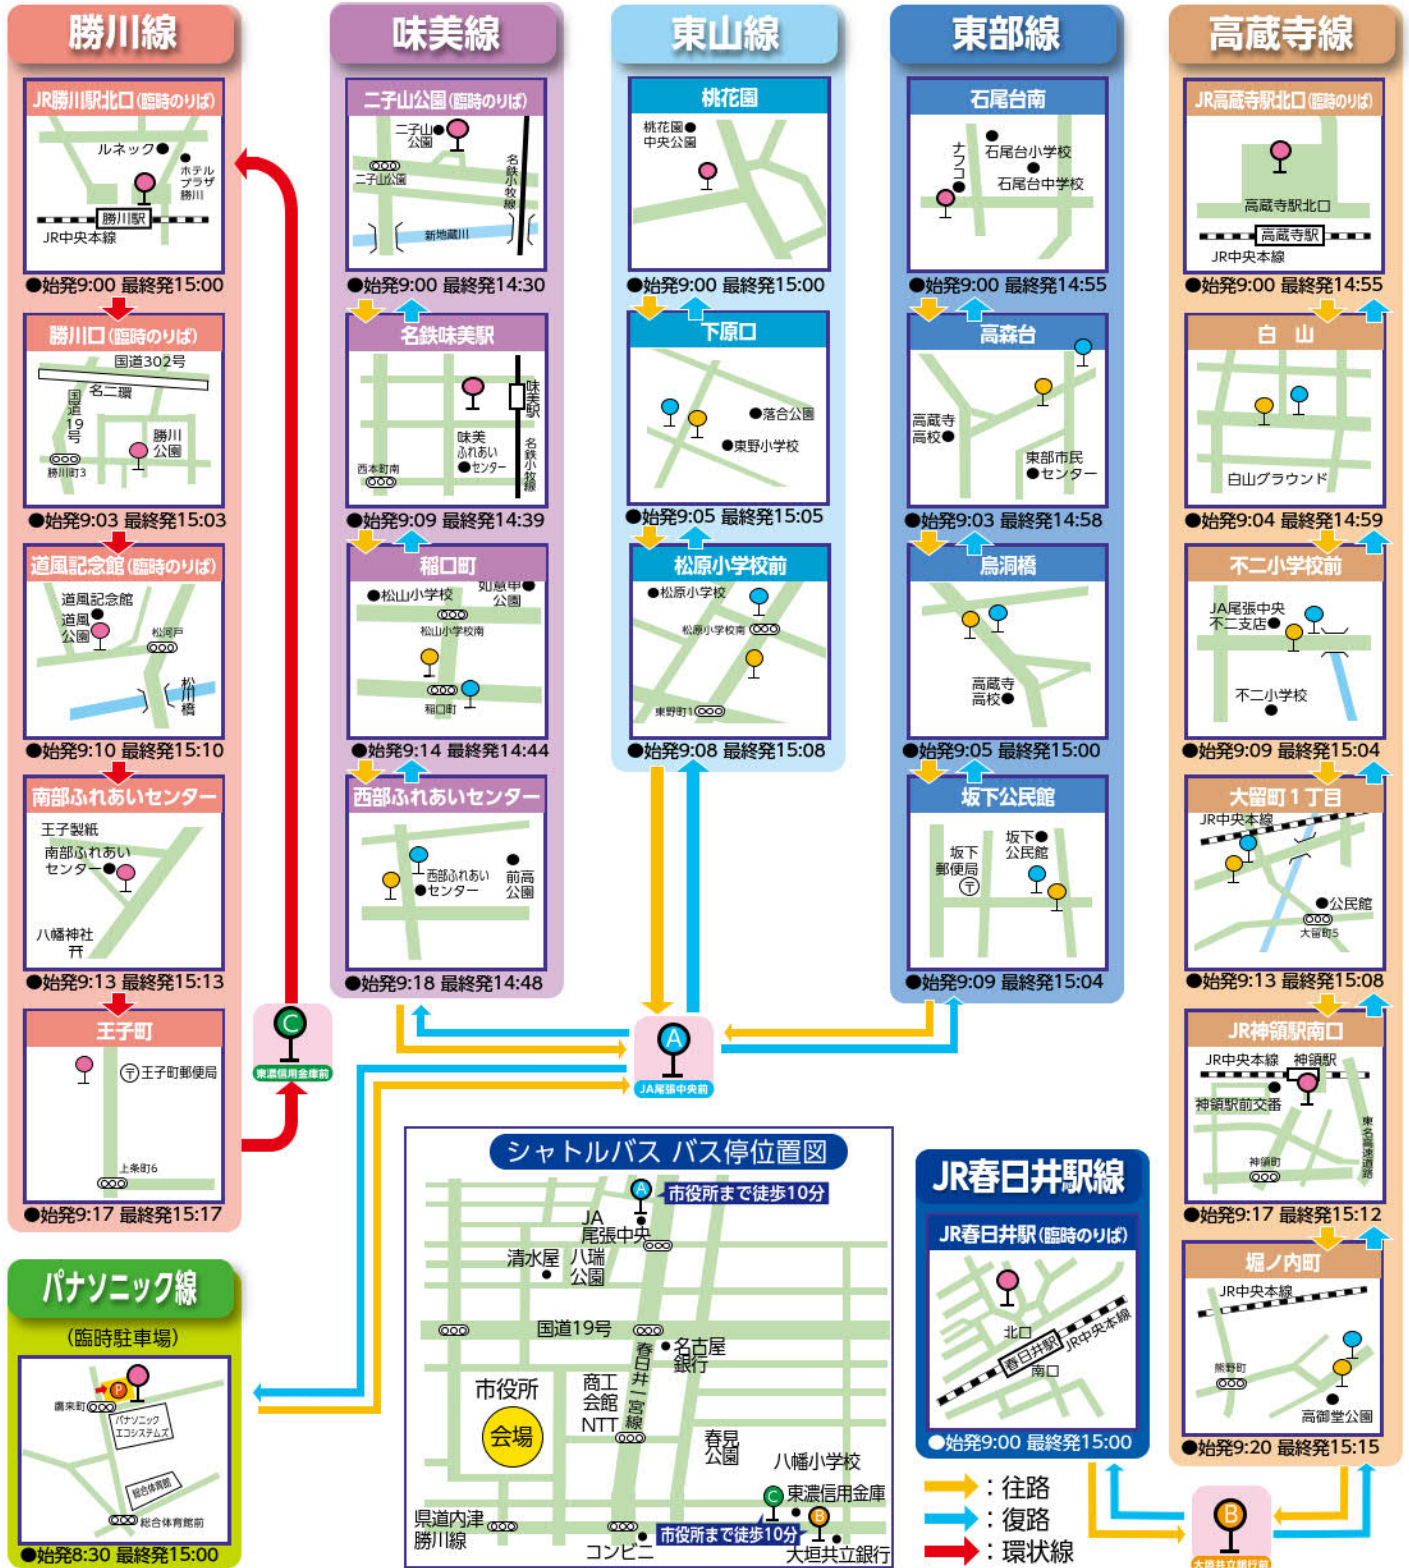 勝川線
JR勝川駅北口(臨時のりば)
ルネック●
●
ホテル
プラザ
勝川
勝川駅
JR中央本線
●始発9:00 最終発15:00
勝川口(臨時のりば)
国道302号
名二環
国道19号
勝川
公園
勝川町3
●始発9:03 最終発15:03
道風記念館(臨時のりば)
道風記念館
道風
公園
松河戸
松川橋
●始発9:10 最終発15:10
南部ふれあいセンター
王子製紙
南部ふれあい
センター●
八幡神社
●始発9:13 最終発15:13
王子町
〒王子町郵便局
上条町6
●始発9:17 最終発15:17
C
東濃信用金庫前
味美線
二子山公園(臨時のりば)
二子山●
公園
二子山公園
名鉄小牧線
新地蔵川
●始発9:00 最終発14:30
名鉄味美駅
味美駅
味美
ふれあい
●センター
名鉄小牧線
西本町南
●始発9:09 最終発14:39
稲口町
●松山小学校
如意申●
公園
松山小学校南
稲口町
●始発9:14 最終発14:44
西部ふれあいセンター
西部ふれあい
●センター
前高
公園
●始発9:18 最終発14:48
東山線
桃花園
桃花園●
中央公園
●始発9:00 最終発15:00
下原口
●落合公園
●東野小学校
●始発9:05 最終発15:05
松原小学校前
●松原小学校
松原小学校南
東野町1
●始発9:08 最終発15:08
A
JA尾張中央前
東部線
石尾台南
ナフコ
石尾台小学校
石尾台中学校
●始発9:00 最終発14:55
高森台
高蔵寺
高校●
東部市民
●センター
●始発9:03 最終発14:58
鳥洞橋
高蔵寺
高校●
●始発9:05 最終発15:00
坂下公民館
坂下●
公民館
坂下
郵便局
〒
●始発9:09 最終発15:04
高蔵寺線
JR高蔵寺駅北口(臨時のりば)
高蔵寺駅北口
高蔵寺駅
JR中央本線
●始発9:00 最終発14:55
白山
白山グラウンド
●始発9:04 最終発14:59
不二小学校前
JA尾張中央
不二支店●
不二小学校
●始発9:09 最終発15:04
大留町1丁目
JR中央本線
●公民館
大留町5
●始発9:13 最終発15:08
JR神領駅南口
JR中央本線 神領駅
神領駅前交番
東名高速道路
神領町
●始発9:17 最終発15:12
堀ノ内町
JR中央本線
熊野町
高御堂公園
●始発9:20 最終発15:15
B
大垣共立銀行前
パナソニック線
(臨時駐車場)
P
廣来町
パナソニック
エコシステムズ
総合体育館
総合体育館前
●始発8:30 最終発15:00
シャトルバス バス停位置図
A
市役所まで徒歩10分
JA
尾張中央
清水屋
八瑞
公園
国道19号
●名古屋
銀行
春日井一宮線
市役所
会場
商工
会館
NTT
春見
公園
八幡小学校
C
東濃信用金庫
B
県道内津
勝川線
市役所まで徒歩10分
コンビニ
大垣共立銀行
JR春日井駅線
JR春日井駅(臨時のりば)
北口
春日井駅
JR中央本線
南口
●始発9:00 最終発15:00
:往路
:復路
:環状線